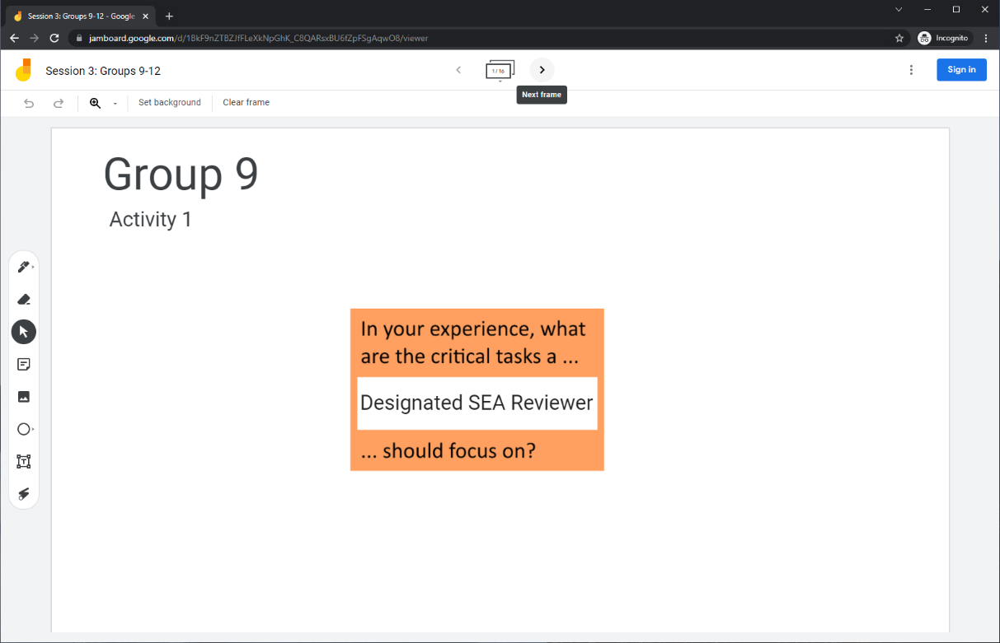 Session 3: Groups 9-12 - Google
jamboard.google.com/d/1BkF9nZTBZJfFLeXkNpGhK_C8QARsxBU6fZpFSgAqwO8/viewer
Incognito
Session 3: Groups 9-12
1 / 16
Sign in
Next frame
Set background
Clear frame
Group 9
Activity 1
In your experience, what
are the critical tasks a ...
Designated SEA Reviewer
... should focus on?